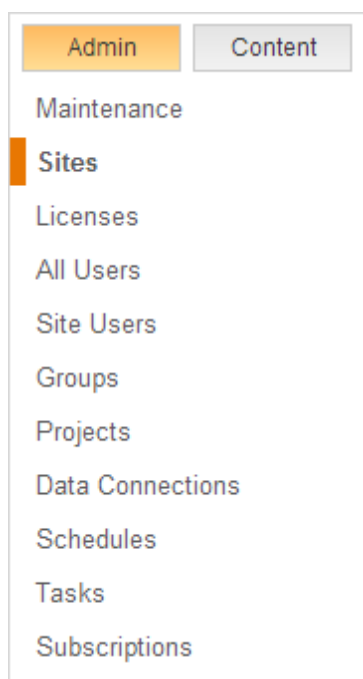 Admin Content
Maintenance
Sites
Licenses
All Users
Site Users
Groups
Projects
Data Connections
Schedules
Tasks
Subscriptions